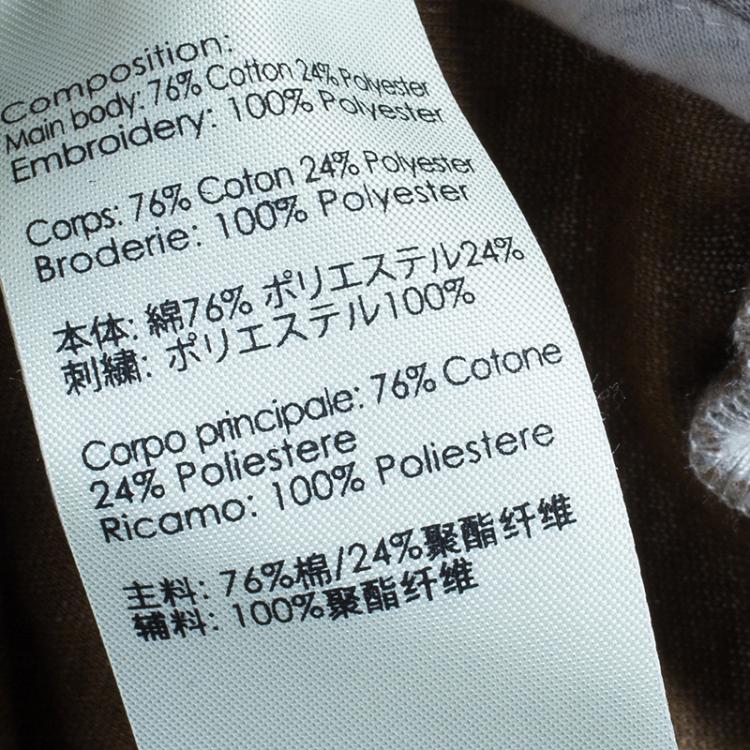 Composition:
Main body: 76% Cotton 24% Polyester
Embroidery: 100% Polyester
Corps: 76% Coton 24% Polyester
Broderie: 100% Polyester
本体: 綿76% ポリエステル24%
刺繍: ポリエステル100%
Corpo principale: 76% Cotone
24% Poliestere
Ricamo: 100% Poliestere
主料: 76%棉/24%聚酯纤维
辅料: 100%聚酯纤维